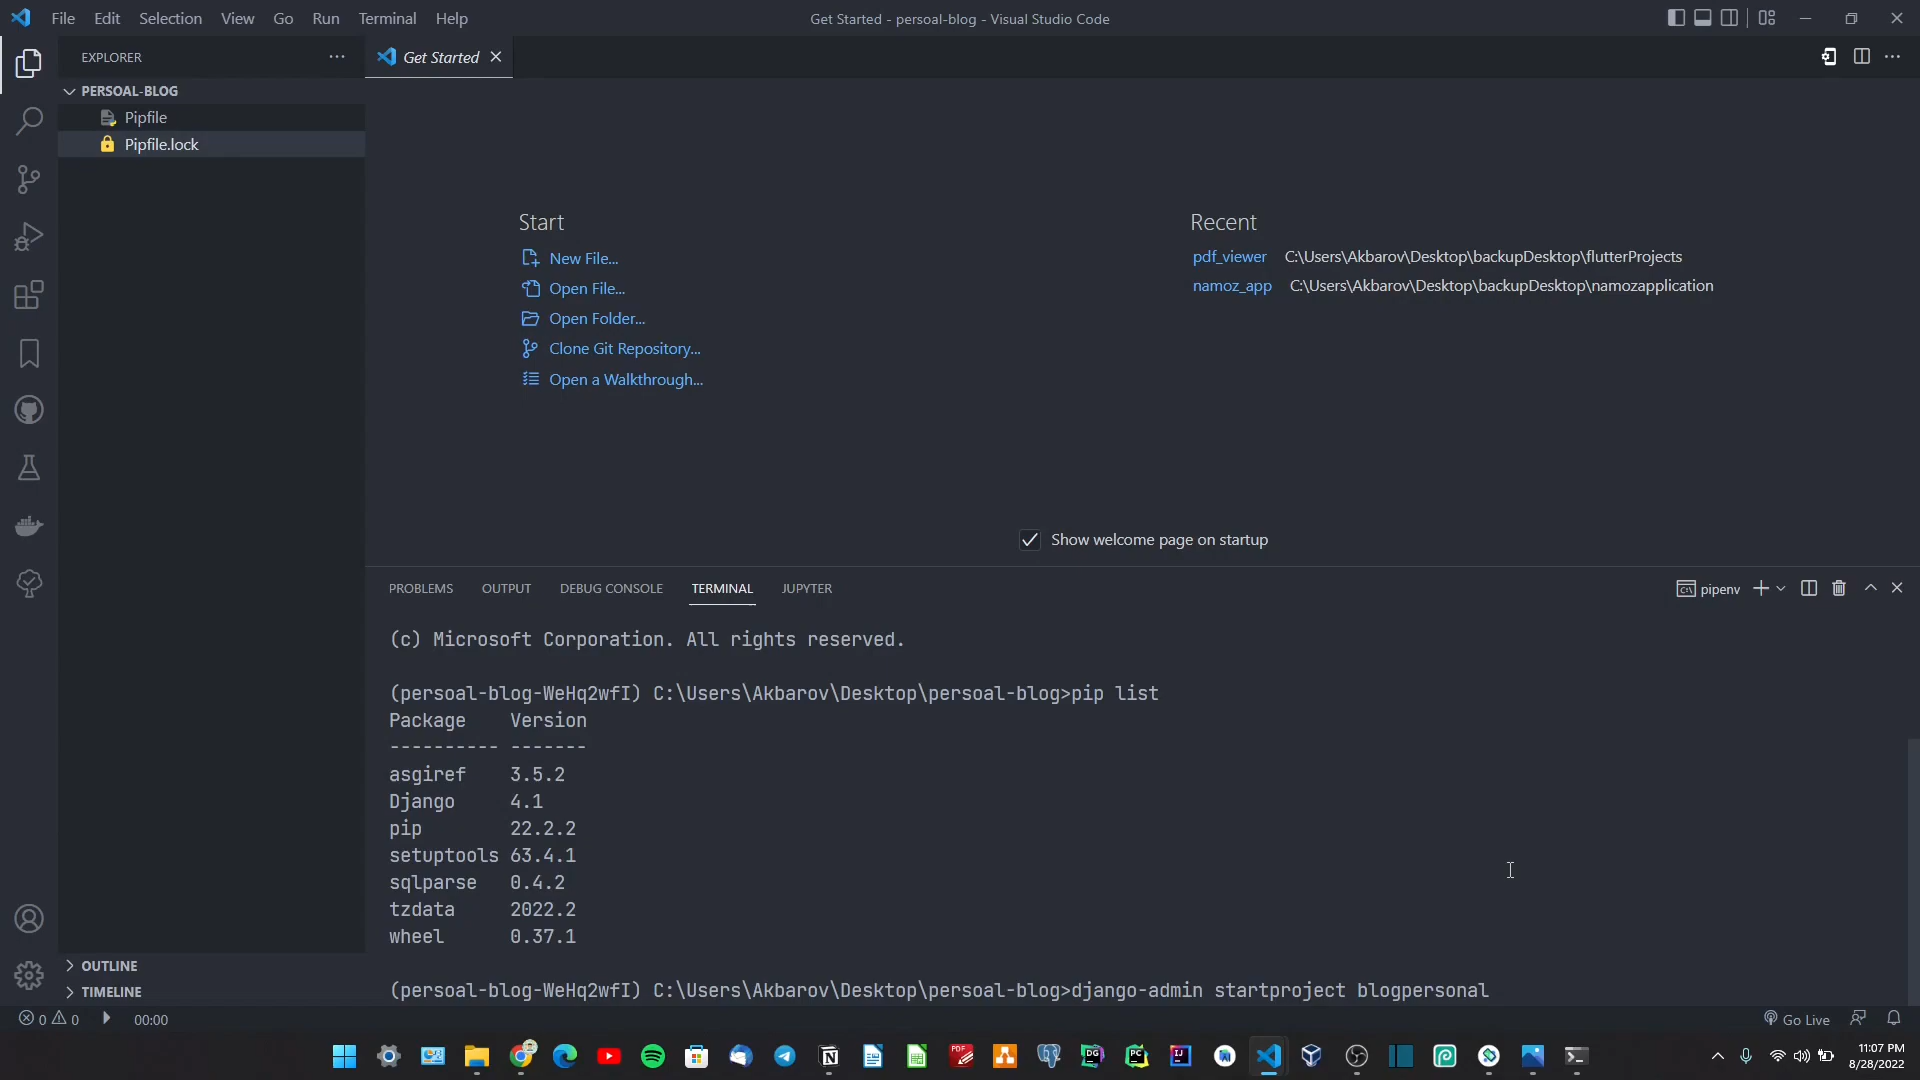 File Edit Selection View Go Run Terminal Help
Get Started - persoal-blog - Visual Studio Code
EXPLORER
Get Started
PERSOAL-BLOG
Pipfile
Pipfile.lock
Start
New File...
Open File...
Open Folder...
Clone Git Repository...
Open a Walkthrough...
Recent
pdf_viewer C:\Users\Akbarov\Desktop\backupDesktop\flutterProjects
namoz_app C:\Users\Akbarov\Desktop\backupDesktop\namozapplication
Show welcome page on startup
PROBLEMS OUTPUT DEBUG CONSOLE TERMINAL JUPYTER
pipenv
(c) Microsoft Corporation. All rights reserved.
(persoal-blog-WeHq2wfI) C:\Users\Akbarov\Desktop\persoal-blog>pip list
Package Version
---------- -------
asgiref 3.5.2
Django 4.1
pip 22.2.2
setuptools 63.4.1
sqlparse 0.4.2
tzdata 2022.2
wheel 0.37.1
(persoal-blog-WeHq2wfI) C:\Users\Akbarov\Desktop\persoal-blog>django-admin startproject blogpersonal
OUTLINE
TIMELINE
0 0 00:00
Go Live
PDF
DG
PC
IJ
11:07 PM
8/28/2022